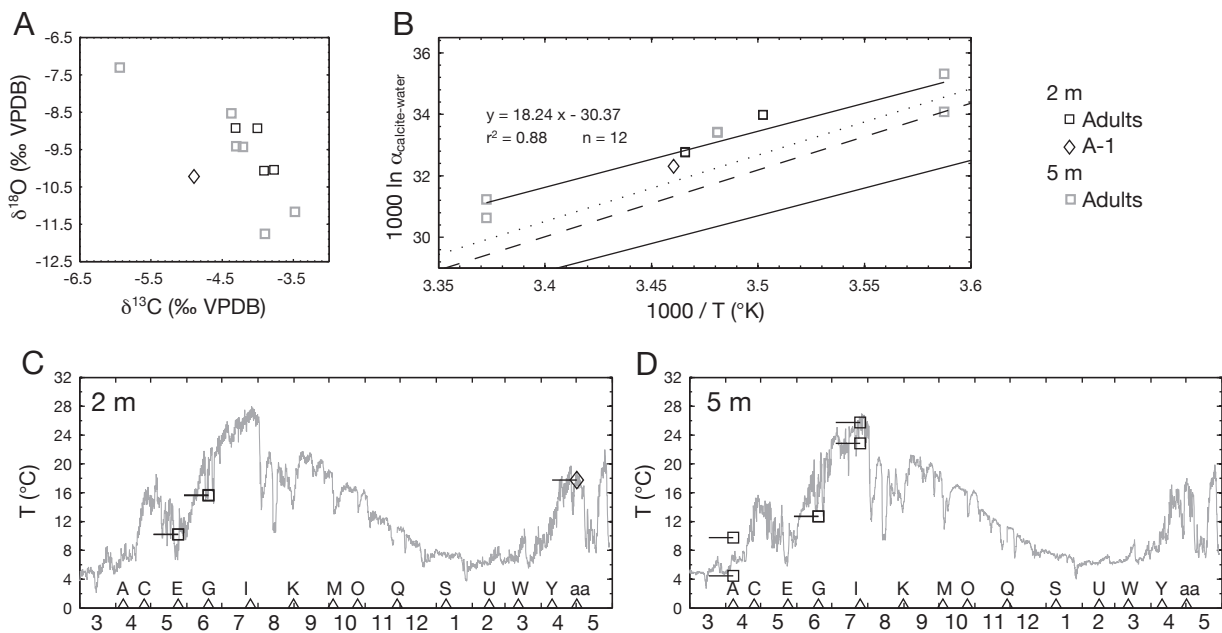 A
-6.5
-7.5
-8.5
-9.5
-10.5
-11.5
-12.5
δ18O (‰ VPDB)
-6.5 -5.5 -4.5 -3.5
δ13C (‰ VPDB)
B
36
34
32
30
1000 ln αcalcite-water
y = 18.24 x - 30.37
r2 = 0.88 n = 12
3.35 3.4 3.45 3.5 3.55 3.6
1000 / T (°K)
2 m
Adults
A-1
5 m
Adults
C
2 m
32
28
24
20
16
12
8
4
0
T (°C)
A C E G I K M O Q S U W Y aa
3 4 5 6 7 8 9 10 11 12 1 2 3 4 5
D
5 m
32
28
24
20
16
12
8
4
0
T (°C)
A C E G I K M O Q S U W Y aa
3 4 5 6 7 8 9 10 11 12 1 2 3 4 5